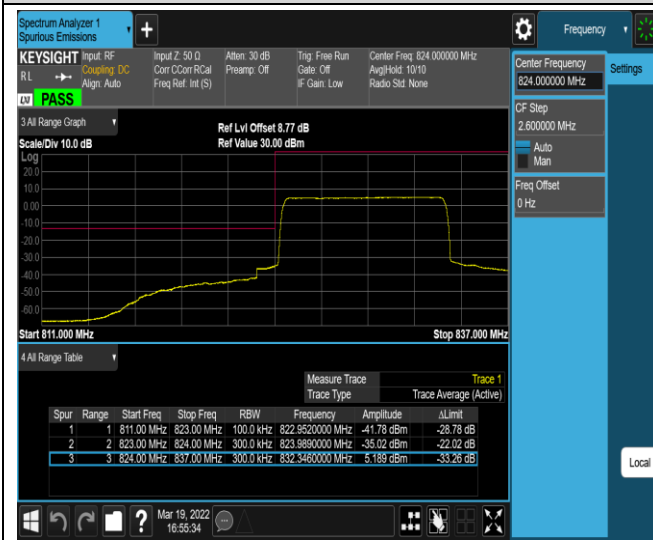 Spectrum Analyzer 1
Spurious Emissions
Frequency
KEYSIGHT
RL
LXI PASS
Input: RF
Coupling: DC
Align: Auto
Input Z: 50 Ω
Corr CCorr RCal
Freq Ref: Int (S)
Atten: 30 dB
Preamp: Off
Trig: Free Run
Gate: Off
IF Gain: Low
Center Freq: 824.000000 MHz
Avg|Hold: 10/10
Radio Std: None
Center Frequency
824.000000 MHz
Settings
CF Step
2.600000 MHz
Auto
Man
Freq Offset
0 Hz
3 All Range Graph
Scale/Div 10.0 dB
Ref Lvl Offset 8.77 dB
Ref Value 30.00 dBm
Log
20.0
10.0
0.00
-10.0
-20.0
-30.0
-40.0
-50.0
-60.0
Start 811.000 MHz Stop 837.000 MHz
4 All Range Table
Measure Trace Trace 1
Trace Type Trace Average (Active)
Spur Range Start Freq Stop Freq RBW Frequency Amplitude ΔLimit
1 1 811.00 MHz 823.00 MHz 100.0 kHz 822.9520000 MHz -41.78 dBm -28.78 dB
2 2 823.00 MHz 824.00 MHz 300.0 kHz 823.9890000 MHz -35.02 dBm -22.02 dB
3 3 824.00 MHz 837.00 MHz 300.0 kHz 832.3460000 MHz 5.189 dBm -33.26 dB
Local
?
Mar 19, 2022
16:55:34